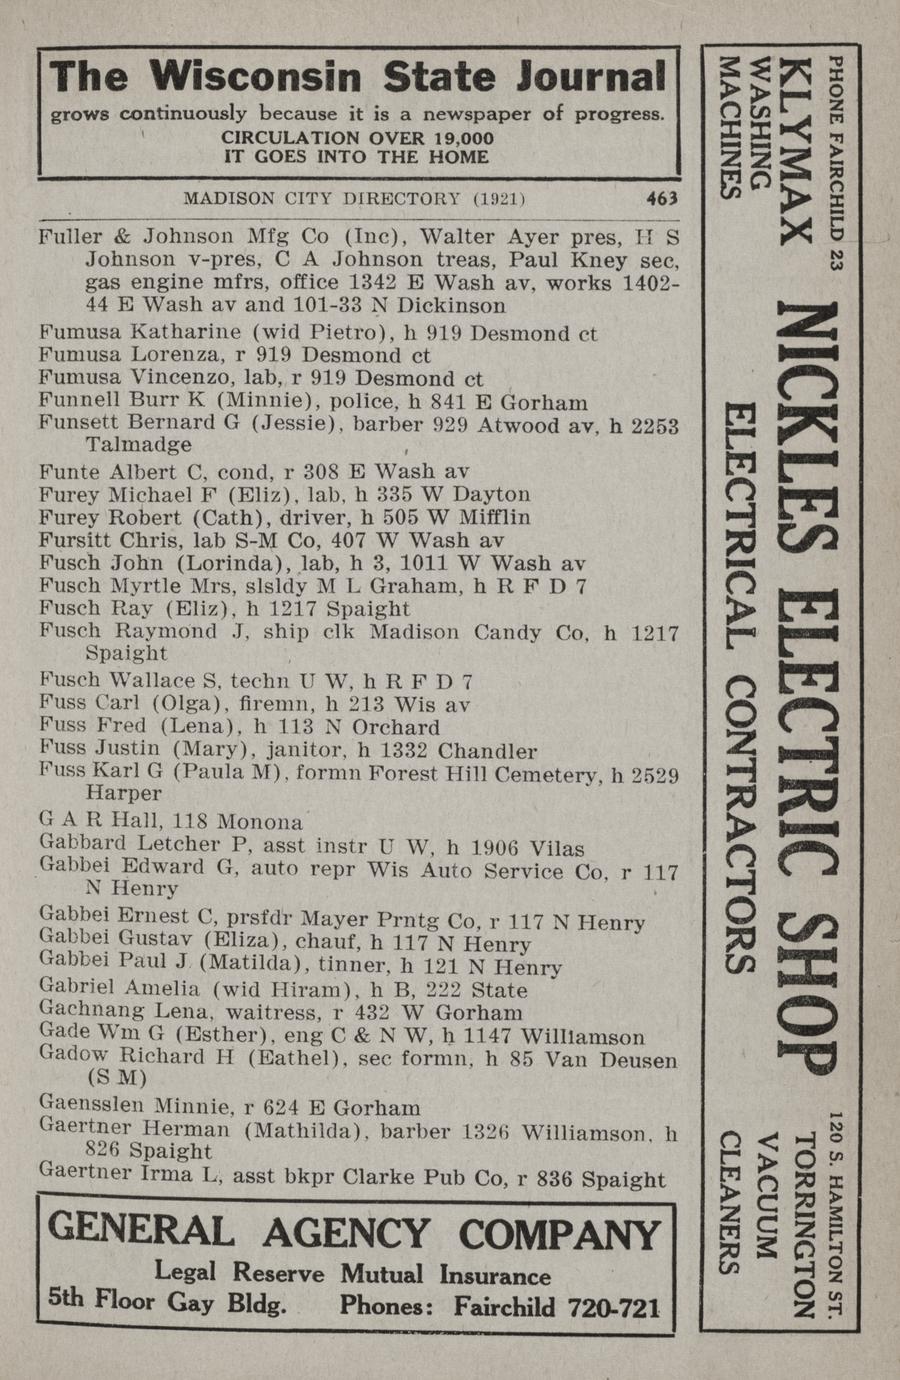 The Wisconsin State Journal
grows continuously because it is a newspaper of progress.
CIRCULATION OVER 19,000
IT GOES INTO THE HOME
MADISON CITY DIRECTORY (1921) 463
Fuller & Johnson Mfg Co (Inc), Walter Ayer pres, H S
Johnson v-pres, C A Johnson treas, Paul Kney sec,
gas engine mfrs, office 1342 E Wash av, works 1402-
44 E Wash av and 101-33 N Dickinson
Fumusa Katharine (wid Pietro), h 919 Desmond ct
Fumusa Lorenza, r 919 Desmond ct
Fumusa Vincenzo, lab, r 919 Desmond ct
Funnell Burr K (Minnie), police, h 841 E Gorham
Funsett Bernard G (Jessie), barber 929 Atwood av, h 2253
Talmadge
Funte Albert C, cond, r 308 E Wash av
Furey Michael F (Eliz), lab, h 335 W Dayton
Furey Robert (Cath), driver, h 505 W Mifflin
Fursitt Chris, lab S-M Co, 407 W Wash av
Fusch John (Lorinda), lab, h 3, 1011 W Wash av
Fusch Myrtle Mrs, slsldy M L Graham, h R F D 7
Fusch Ray (Eliz), h 1217 Spaight
Fusch Raymond J, ship clk Madison Candy Co, h 1217
Spaight
Fusch Wallace S, techn U W, h R F D 7
Fuss Carl (Olga), firemn, h 213 Wis av
Fuss Fred (Lena), h 113 N Orchard
Fuss Justin (Mary), janitor, h 1332 Chandler
Fuss Karl G (Paula M), formn Forest Hill Cemetery, h 2529
Harper
G A R Hall, 118 Monona
Gabbard Letcher P, asst instr U W, h 1906 Vilas
Gabbei Edward G, auto repr Wis Auto Service Co, r 117
N Henry
Gabbei Ernest C, prsfdr Mayer Prntg Co, r 117 N Henry
Gabbei Gustav (Eliza), chauf, h 117 N Henry
Gabbei Paul J (Matilda), tinner, h 121 N Henry
Gabriel Amelia (wid Hiram), h B, 222 State
Gachnang Lena, waitress, r 432 W Gorham
Gade Wm G (Esther), eng C & N W, h 1147 Williamson
Gadow Richard H (Eathel), sec formn, h 85 Van Deusen
(S M)
Gaensslen Minnie, r 624 E Gorham
Gaertner Herman (Mathilda), barber 1326 Williamson, h
826 Spaight
Gaertner Irma L, asst bkpr Clarke Pub Co, r 836 Spaight
GENERAL AGENCY COMPANY
Legal Reserve Mutual Insurance
5th Floor Gay Bldg. Phones: Fairchild 720-721
PHONE FAIRCHILD 23
KLYMAX
WASHING
MACHINES
NICKLES ELECTRIC SHOP
ELECTRICAL CONTRACTORS
120 S. HAMILTON ST.
TORRINGTON
VACUUM
CLEANERS